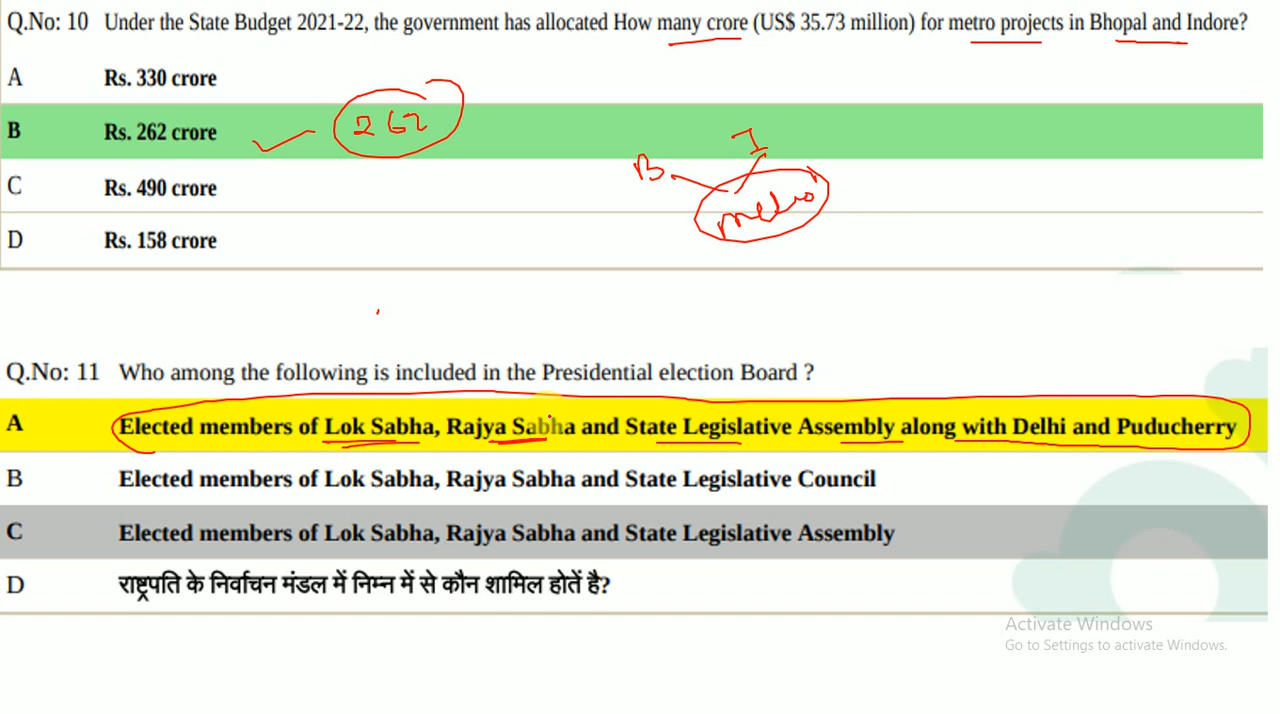 Q.No: 10 Under the State Budget 2021-22, the government has allocated How many crore (US$ 35.73 million) for metro projects in Bhopal and Indore?
A Rs. 330 crore
B Rs. 262 crore 262
C Rs. 490 crore
B I
metro
D Rs. 158 crore
Q.No: 11 Who among the following is included in the Presidential election Board ?
A Elected members of Lok Sabha, Rajya Sabha and State Legislative Assembly along with Delhi and Puducherry
B Elected members of Lok Sabha, Rajya Sabha and State Legislative Council
C Elected members of Lok Sabha, Rajya Sabha and State Legislative Assembly
D राष्ट्रपति के निर्वाचन मंडल में निम्न में से कौन शामिल होतें है?
Activate Windows
Go to Settings to activate Windows.